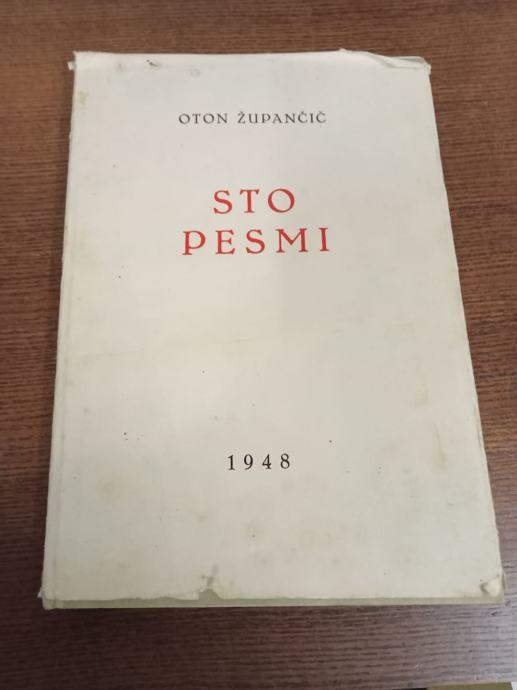 OTON ŽUPANČIČ
STO
PESMI
1948